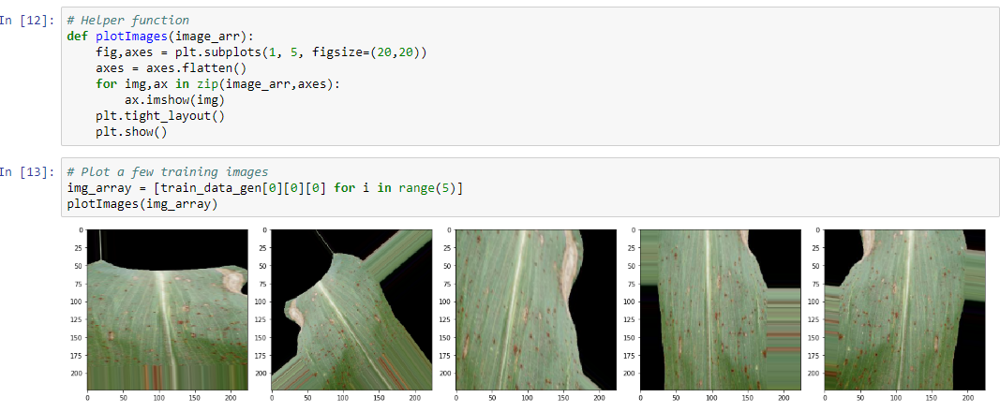 In [12]: # Helper function
def plotImages(image_arr):
    fig,axes = plt.subplots(1, 5, figsize=(20,20))
    axes = axes.flatten()
    for img,ax in zip(image_arr,axes):
        ax.imshow(img)
    plt.tight_layout()
    plt.show()
In [13]: # Plot a few training images
img_array = [train_data_gen[0][0][0] for i in range(5)]
plotImages(img_array)
0 25 50 75 100 125 150 175 200
0 50 100 150 200
0 25 50 75 100 125 150 175 200
0 50 100 150 200
0 25 50 75 100 125 150 175 200
0 50 100 150 200
0 25 50 75 100 125 150 175 200
0 50 100 150 200
0 25 50 75 100 125 150 175 200
0 50 100 150 200